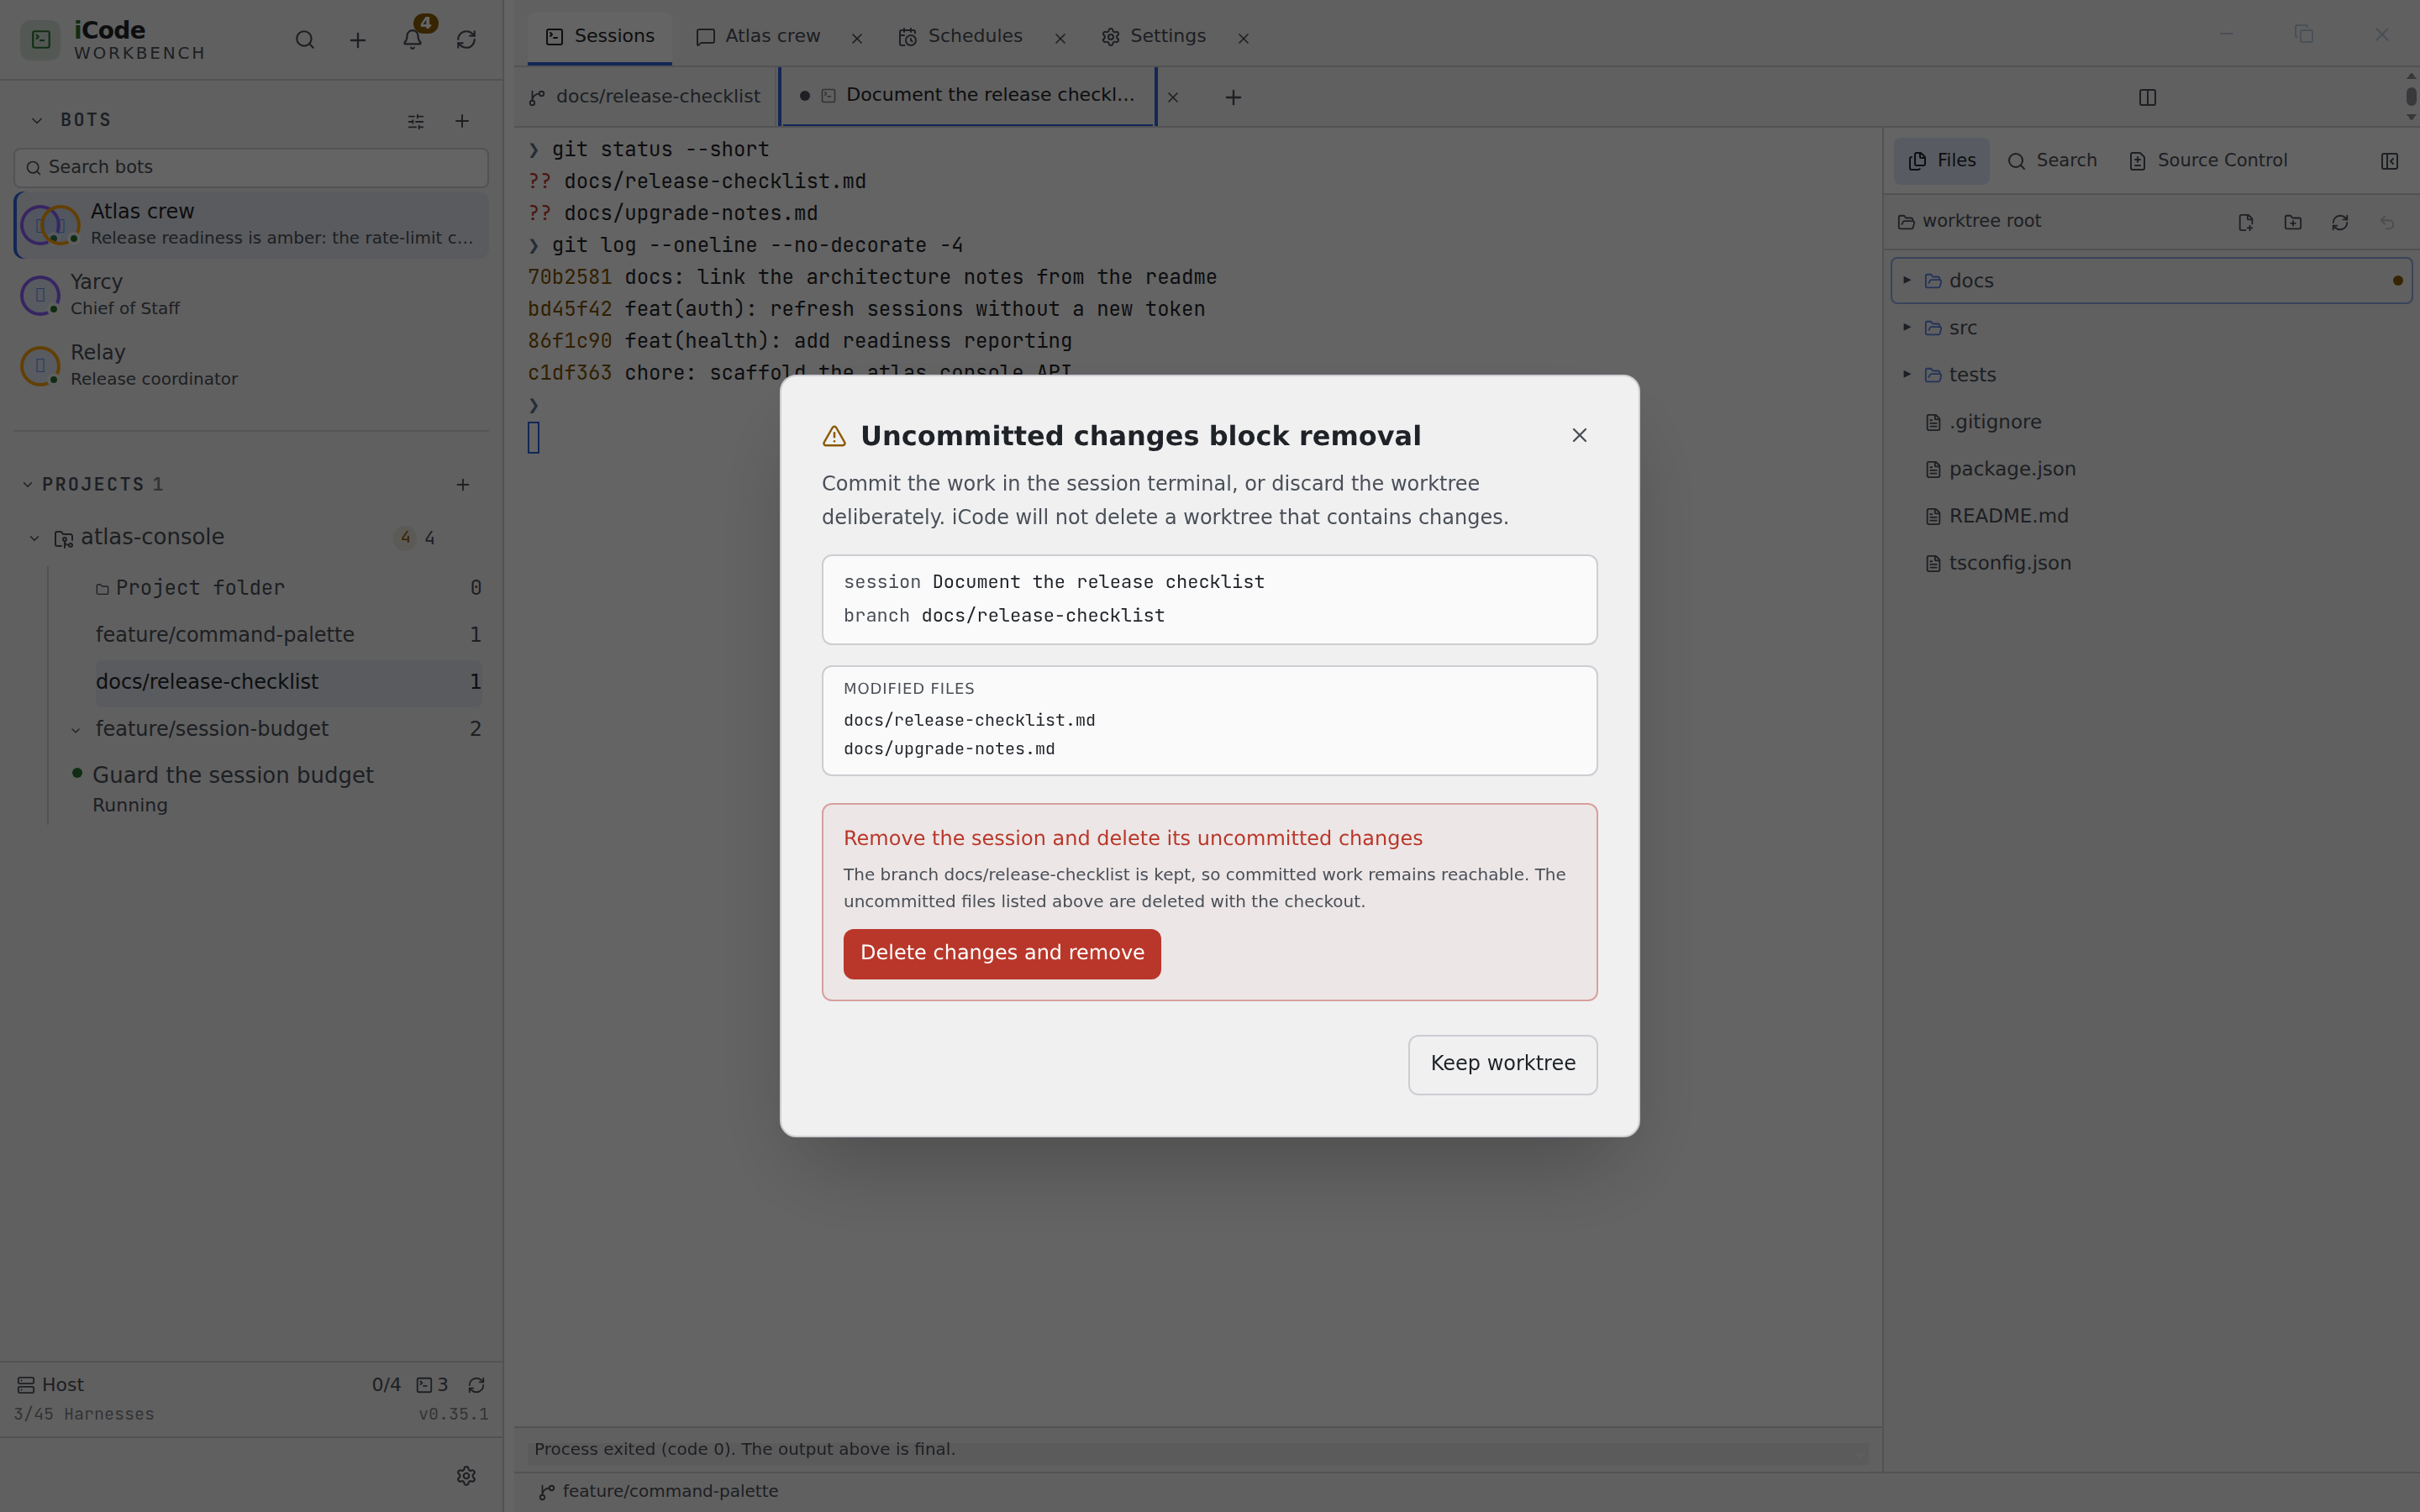 iCode
WORKBENCH
4
Sessions
Atlas crew
Schedules
Settings
docs/release-checklist
Document the release checkl...
BOTS
Search bots
Atlas crew
Release readiness is amber: the rate-limit c...
Yarcy
Chief of Staff
Relay
Release coordinator
PROJECTS 1
atlas-console
4 4
Project folder 0
feature/command-palette 1
docs/release-checklist 1
feature/session-budget 2
Guard the session budget
Running
Host 0/4 3
3/45 Harnesses v0.35.1
❯ git status --short
?? docs/release-checklist.md
?? docs/upgrade-notes.md
❯ git log --oneline --no-decorate -4
70b2581 docs: link the architecture notes from the readme
bd45f42 feat(auth): refresh sessions without a new token
86f1c90 feat(health): add readiness reporting
c1df363 chore: scaffold the atlas console API
❯
Uncommitted changes block removal
Commit the work in the session terminal, or discard the worktree
deliberately. iCode will not delete a worktree that contains changes.
session Document the release checklist
branch docs/release-checklist
MODIFIED FILES
docs/release-checklist.md
docs/upgrade-notes.md
Remove the session and delete its uncommitted changes
The branch docs/release-checklist is kept, so committed work remains reachable. The
uncommitted files listed above are deleted with the checkout.
Delete changes and remove
Keep worktree
Process exited (code 0). The output above is final.
feature/command-palette
Files
Search
Source Control
worktree root
docs
src
tests
.gitignore
package.json
README.md
tsconfig.json